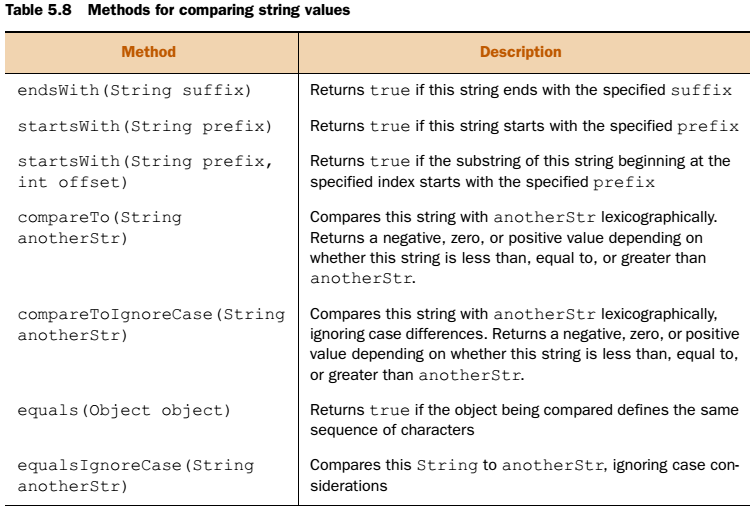 Table 5.8 Methods for comparing string values
Method
Description
endsWith(String suffix)
Returns true if this string ends with the specified suffix
startsWith(String prefix)
Returns true if this string starts with the specified prefix
startsWith(String prefix,
int offset)
Returns true if the substring of this string beginning at the
specified index starts with the specified prefix
compareTo(String
anotherStr)
Compares this string with anotherStr lexicographically.
Returns a negative, zero, or positive value depending on
whether this string is less than, equal to, or greater than
anotherStr.
compareToIgnoreCase(String
anotherStr)
Compares this string with anotherStr lexicographically,
ignoring case differences. Returns a negative, zero, or positive
value depending on whether this string is less than, equal to,
or greater than anotherStr.
equals(Object object)
Returns true if the object being compared defines the same
sequence of characters
equalsIgnoreCase(String
anotherStr)
Compares this String to anotherStr, ignoring case con-
siderations